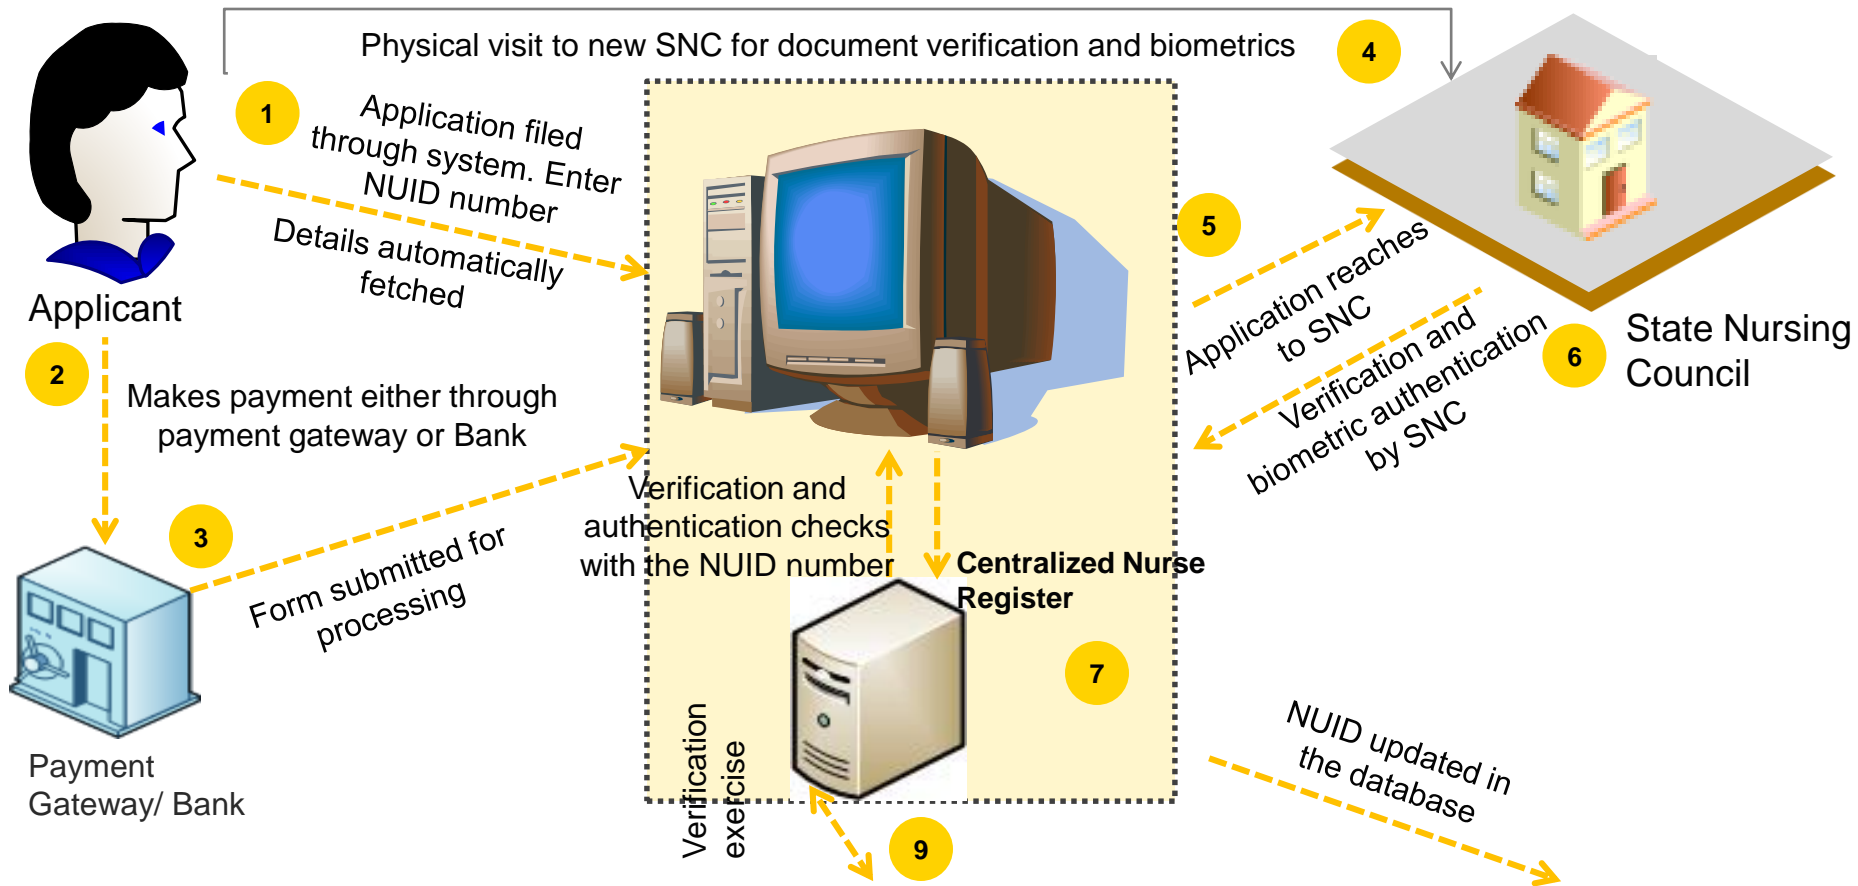 Physical visit to new SNC for document verification and biometrics
4
1
Application filed
through system. Enter
NUID number
Details automatically
fetched
Applicant
2
Makes payment either through
payment gateway or Bank
3
Form submitted for
processing
Payment
Gateway/ Bank
5
Application reaches
to SNC
Verification and
biometric authentication
by SNC
6
State Nursing
Council
Verification and
authentication checks
with the NUID number
Centralized Nurse
Register
7
Verification
exercise
9
NUID updated in
the database